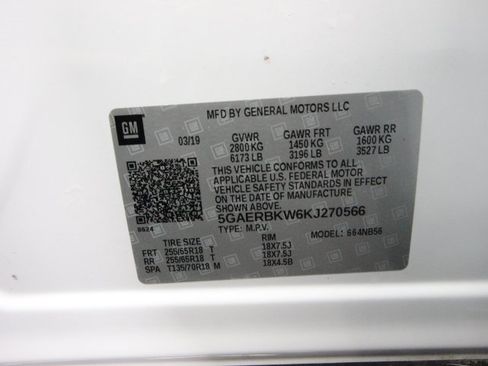 MFD BY GENERAL MOTORS LLC
GM
03/19
GVWR GAWR FRT GAWR RR
2800 KG 1450 KG 1600 KG
6173 LB 3196 LB 3527 LB
THIS VEHICLE CONFORMS TO ALL
APPLICABLE U.S. FEDERAL MOTOR
VEHICLE SAFETY STANDARDS IN EFFECT
ON THE DATE OF MANUFACTURE
SHOWN ABOVE.
5GAERBKW6KJ270566
8624
TYPE: M.P.V. MODEL: 664NB56
TIRE SIZE RIM
FRT 255/65R18 T 18X7.5J
RR 255/65R18 T 18X7.5J
SPA T135/70R18 M 18X4.5B